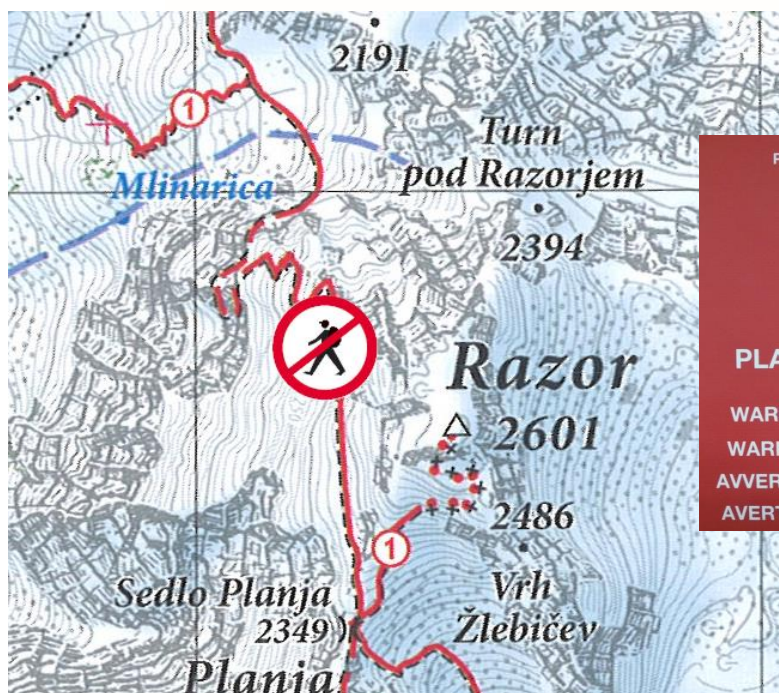 2191
1
Turn
pod Razorjem
Mlinarica
2394
Razor
2601
2486
1
Sedlo Planja
2349
Vrh
Žlebičev
Planja
PLA
WAR
AVVER
AVERT